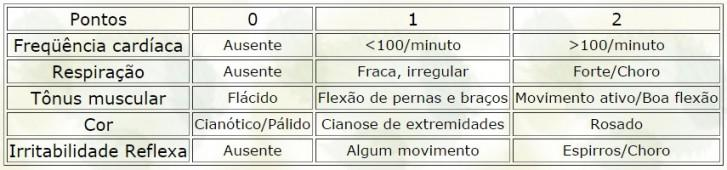 Pontos 0 1 2
Freqüência cardíaca Ausente <100/minuto >100/minuto
Respiração Ausente Fraca, irregular Forte/Choro
Tônus muscular Flácido Flexão de pernas e braços Movimento ativo/Boa flexão
Cor Cianótico/Pálido Cianose de extremidades Rosado
Irritabilidade Reflexa Ausente Algum movimento Espirros/Choro